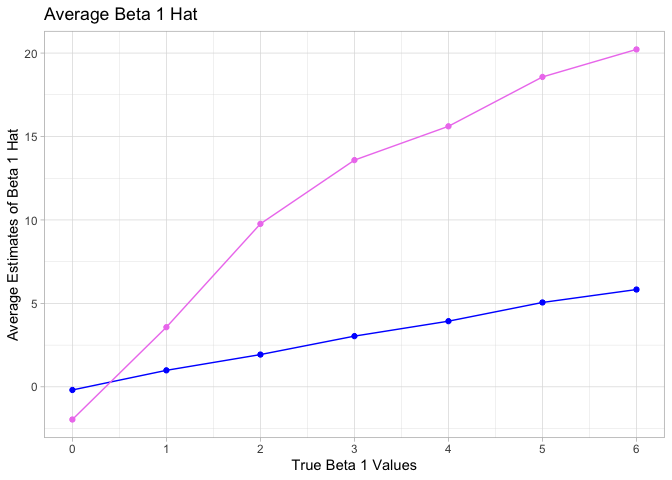 Average Beta 1 Hat
20
15
10
5
0
Average Estimates of Beta 1 Hat
0 1 2 3 4 5 6
True Beta 1 Values